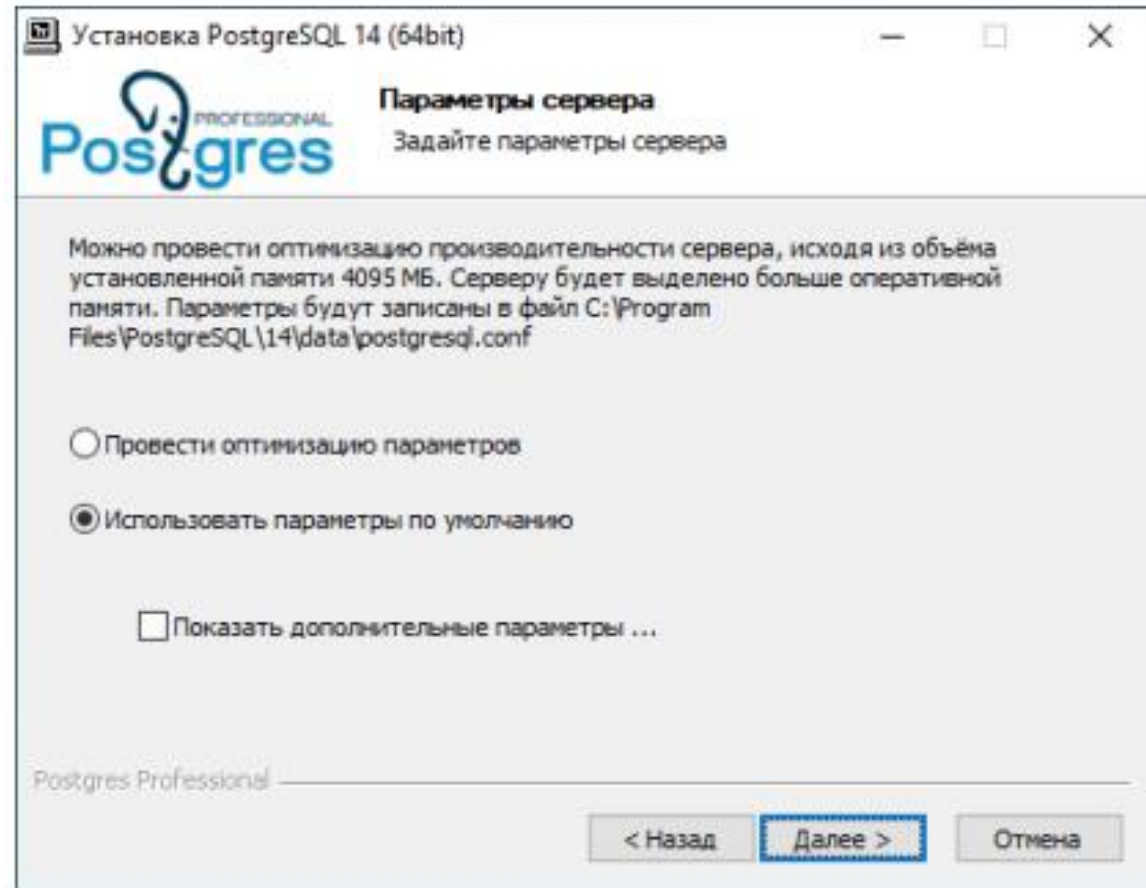 Установка PostgreSQL 14 (64bit)
PROFESSIONAL
Postgres
Параметры сервера
Задайте параметры сервера
Можно провести оптимизацию производительности сервера, исходя из объёма
установленной памяти 4095 МБ. Серверу будет выделено больше оперативной
памяти. Параметры будут записаны в файл C:\Program
Files\PostgreSQL\14\data\postgresql.conf
Провести оптимизацию параметров
Использовать параметры по умолчанию
Показать дополнительные параметры ...
Postgres Professional
< Назад
Далее >
Отмена